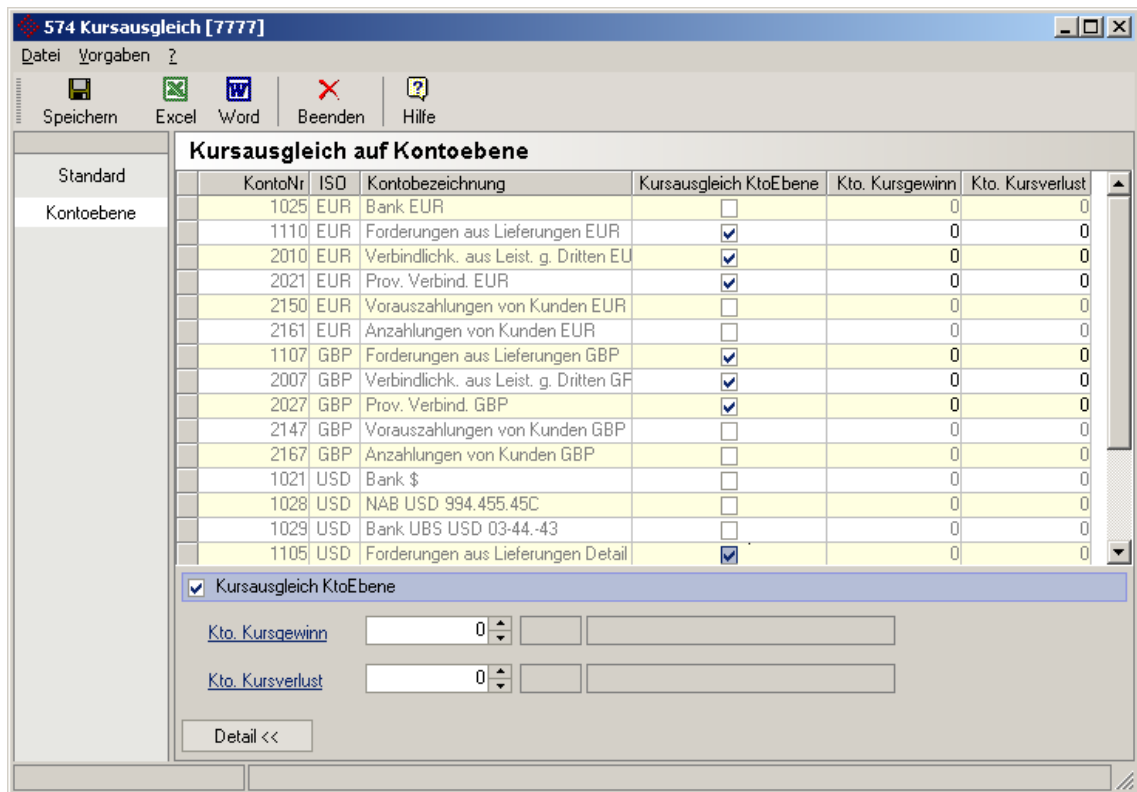 574 Kursausgleich [7777]
Datei Vorgaben ?
Speichern Excel Word Beenden Hilfe
Standard
Kontoebene
Kursausgleich auf Kontoebene
KontoNr ISO Kontobezeichnung Kursausgleich KtoEbene Kto. Kursgewinn Kto. Kursverlust
1025 EUR Bank EUR 0 0
1110 EUR Forderungen aus Lieferungen EUR 0 0
2010 EUR Verbindlichk. aus Leist. g. Dritten EU 0 0
2021 EUR Prov. Verbind. EUR 0 0
2150 EUR Vorauszahlungen von Kunden EUR 0 0
2161 EUR Anzahlungen von Kunden EUR 0 0
1107 GBP Forderungen aus Lieferungen GBP 0 0
2007 GBP Verbindlichk. aus Leist. g. Dritten GF 0 0
2027 GBP Prov. Verbind. GBP 0 0
2147 GBP Vorauszahlungen von Kunden GBP 0 0
2167 GBP Anzahlungen von Kunden GBP 0 0
1021 USD Bank $ 0 0
1028 USD NAB USD 994.455.45C 0 0
1029 USD Bank UBS USD 03-44.-43 0 0
1105 USD Forderungen aus Lieferungen Detail 0 0
Kursausgleich KtoEbene
Kto. Kursgewinn 0
Kto. Kursverlust 0
Detail <<